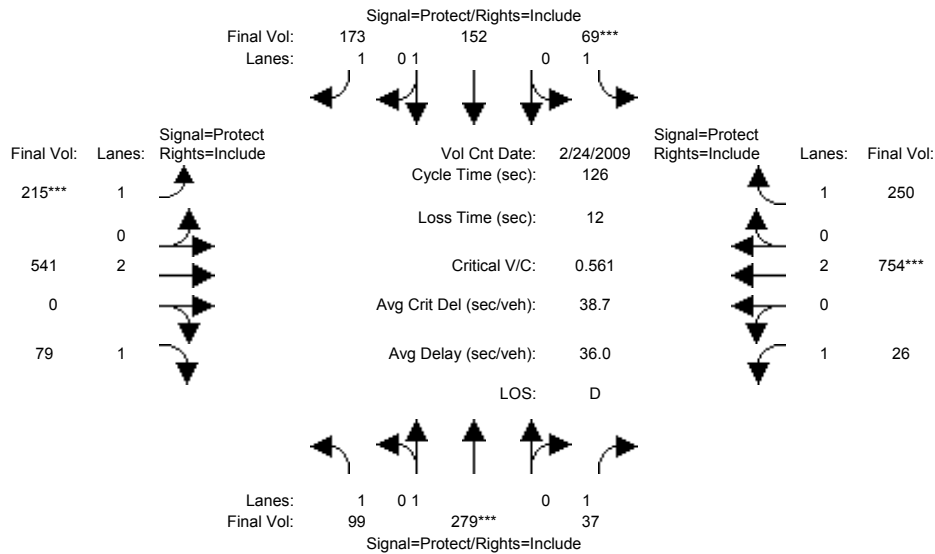 Signal=Protect/Rights=Include
Final Vol: 173 152 69***
Lanes: 1 0 1 0 1
Signal=Protect
Final Vol: Lanes: Rights=Include
Vol Cnt Date: 2/24/2009
Signal=Protect
Rights=Include Lanes: Final Vol:
Cycle Time (sec): 126
215*** 1
1 250
Loss Time (sec): 12
0
0
541 2
Critical V/C: 0.561
2 754***
0
Avg Crit Del (sec/veh): 38.7
0
79 1
Avg Delay (sec/veh): 36.0
1 26
LOS: D
Lanes: 1 0 1 0 1
Final Vol: 99 279*** 37
Signal=Protect/Rights=Include